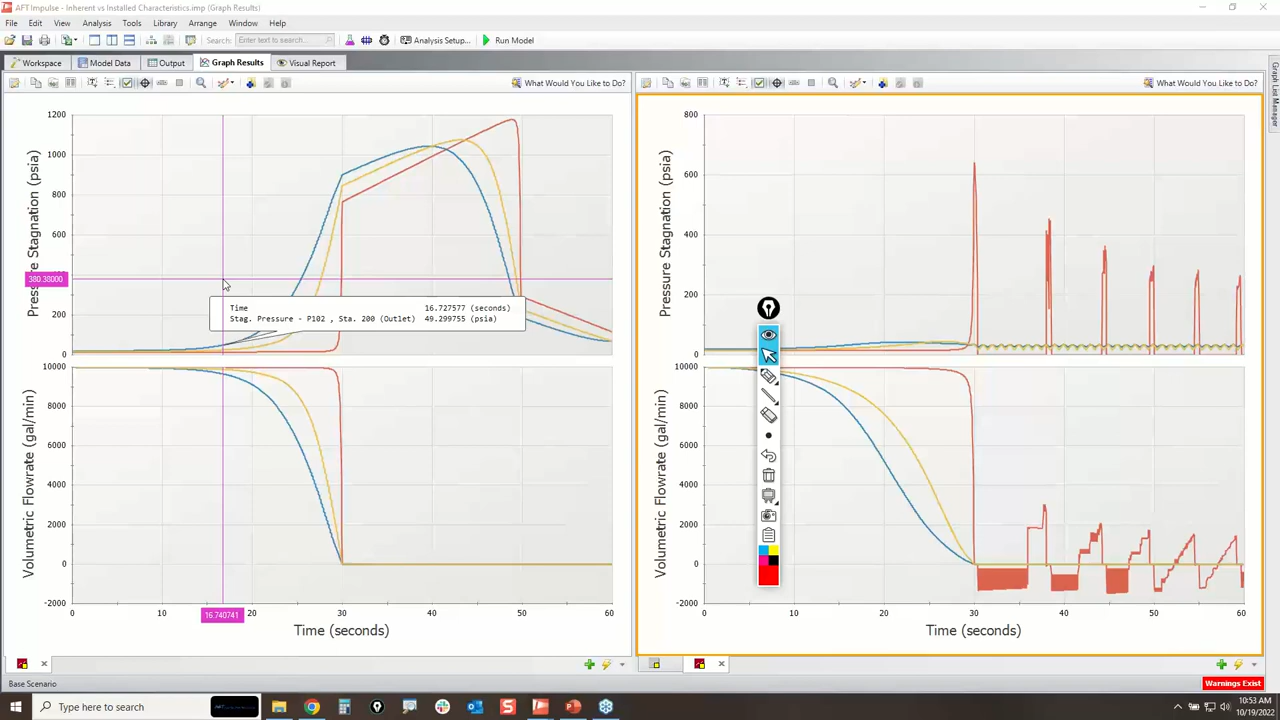 AFT Impulse - Inherent vs Installed Characteristics.imp (Graph Results)
File Edit View Analysis Tools Library Arrange Window Help
Search: Enter text to search... Analysis Setup... Run Model
Workspace Model Data Output Graph Results Visual Report
What Would You Like to Do?
What Would You Like to Do?
Graph List Manager
Pressure Stagnation (psia)
1200
1000
800
600
200
0
380.38000
Time 16.727577 (seconds)
Stag. Pressure - P102 , Sta. 200 (Outlet) 49.299755 (psia)
Volumetric Flowrate (gal/min)
10000
8000
6000
4000
2000
0
-2000
0 20 30 40 50 60
16.740741
Time (seconds)
Pressure Stagnation (psia)
800
600
400
200
0
Volumetric Flowrate (gal/min)
10000
8000
6000
4000
2000
0
-2000
0 10 20 30 40 50 60
Time (seconds)
Base Scenario
Warnings Exist
Type here to search
10:53 AM
10/19/2022